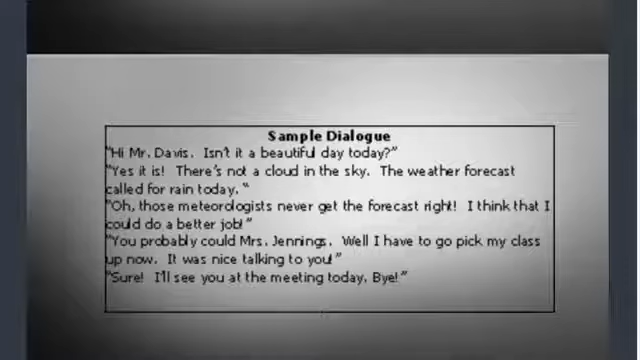 Sample Dialogue
"Hi Mr. Davis. Isn't it a beautiful day today?"
"Yes it is! There's not a cloud in the sky. The weather forecast
called for rain today. "
"Oh, those meteorologists never get the forecast right! I think that I
could do a better job!"
"You probably could Mrs. Jennings. Well I have to go pick my class
up now. It was nice talking to you!"
"Sure! I'll see you at the meeting today. Bye!"